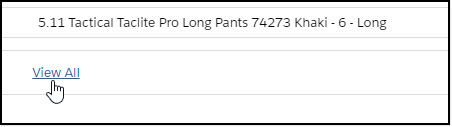 5.11 Tactical Taclite Pro Long Pants 74273 Khaki - 6 - Long
View All